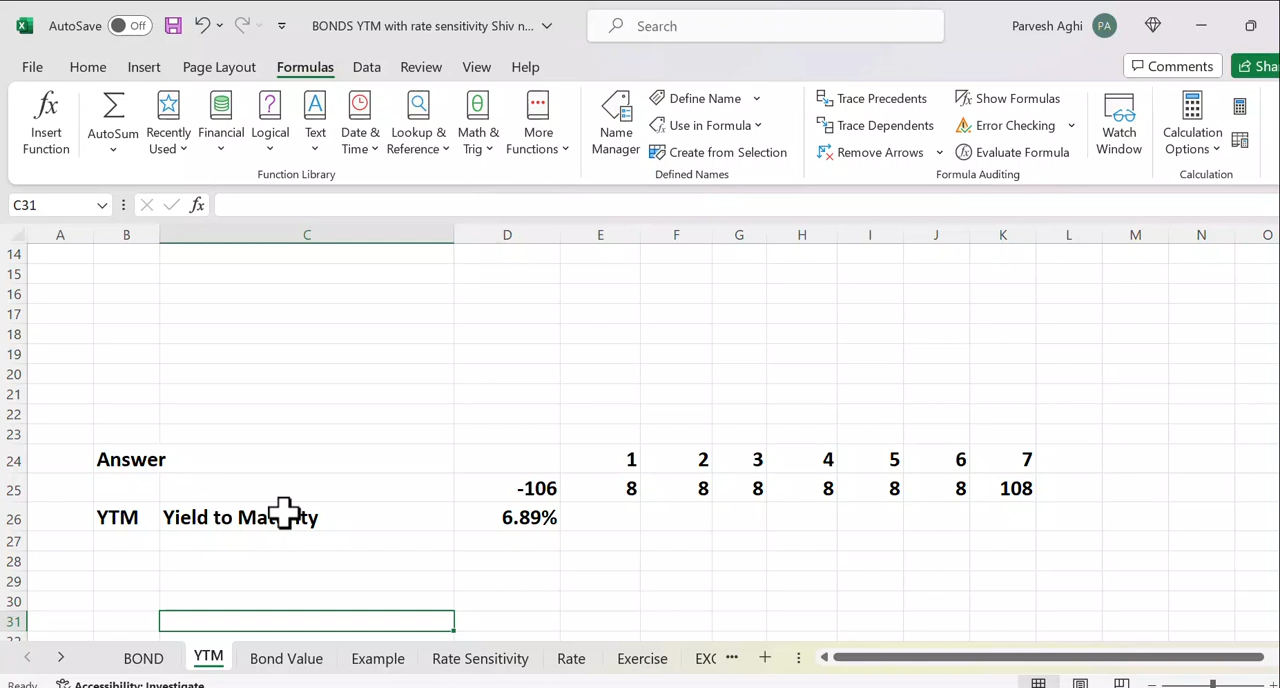 AutoSave Off BONDS YTM with rate sensitivity Shiv n... Search Parvesh Aghi PA
File Home Insert Page Layout Formulas Data Review View Help Comments Sha
fx Insert Function
AutoSum
Recently Used
Financial
Logical
Text
Date & Time
Lookup & Reference
Math & Trig
More Functions
Function Library
Name Manager
Define Name
Use in Formula
Create from Selection
Defined Names
Trace Precedents
Trace Dependents
Remove Arrows
Show Formulas
Error Checking
Evaluate Formula
Formula Auditing
Watch Window
Calculation Options
Calculation
C31 fx
A B C D E F G H I J K L M N O
14
15
16
17
18
19
20
21
22
23
24 Answer 1 2 3 4 5 6 7
25 -106 8 8 8 8 8 8 108
26 YTM Yield to Maturity 6.89%
27
28
29
30
31
BOND YTM Bond Value Example Rate Sensitivity Rate Exercise EXC ...
Ready Accessibility: Investigate